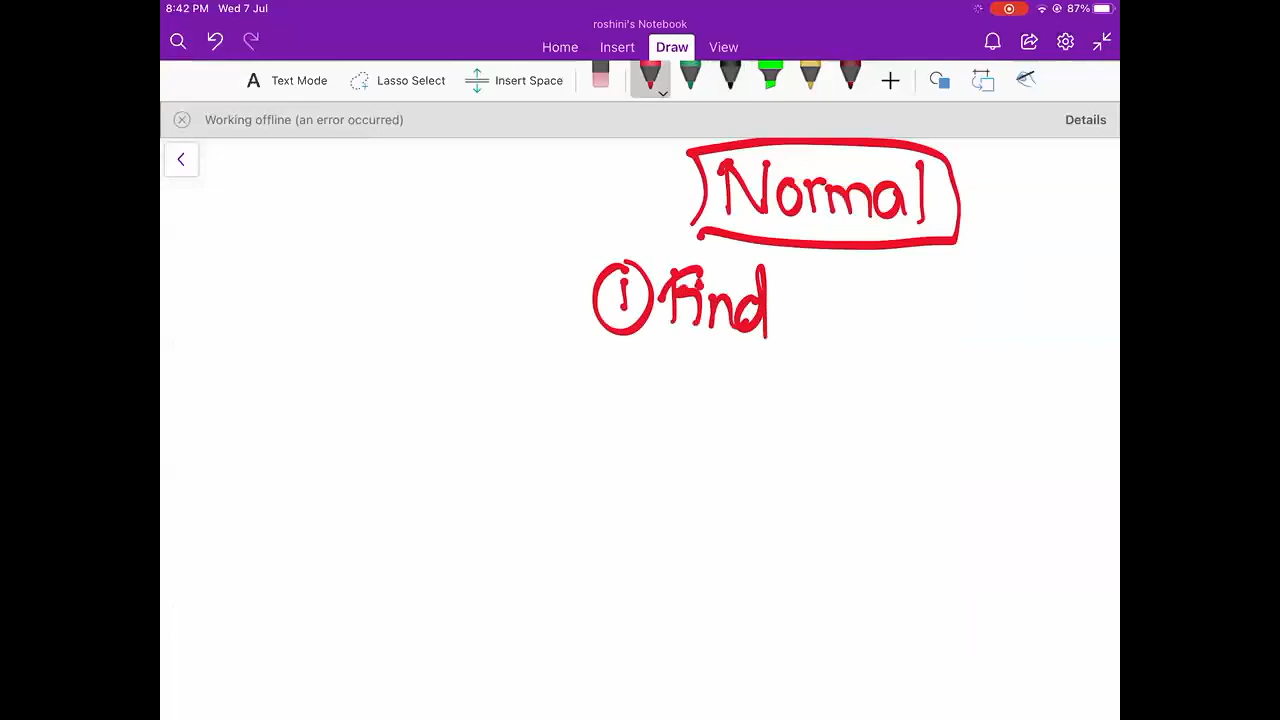 8:42 PM Wed 7 Jul 87%
roshini's Notebook
Home Insert Draw View
A Text Mode Lasso Select Insert Space
Working offline (an error occurred) Details
Normal
① Find